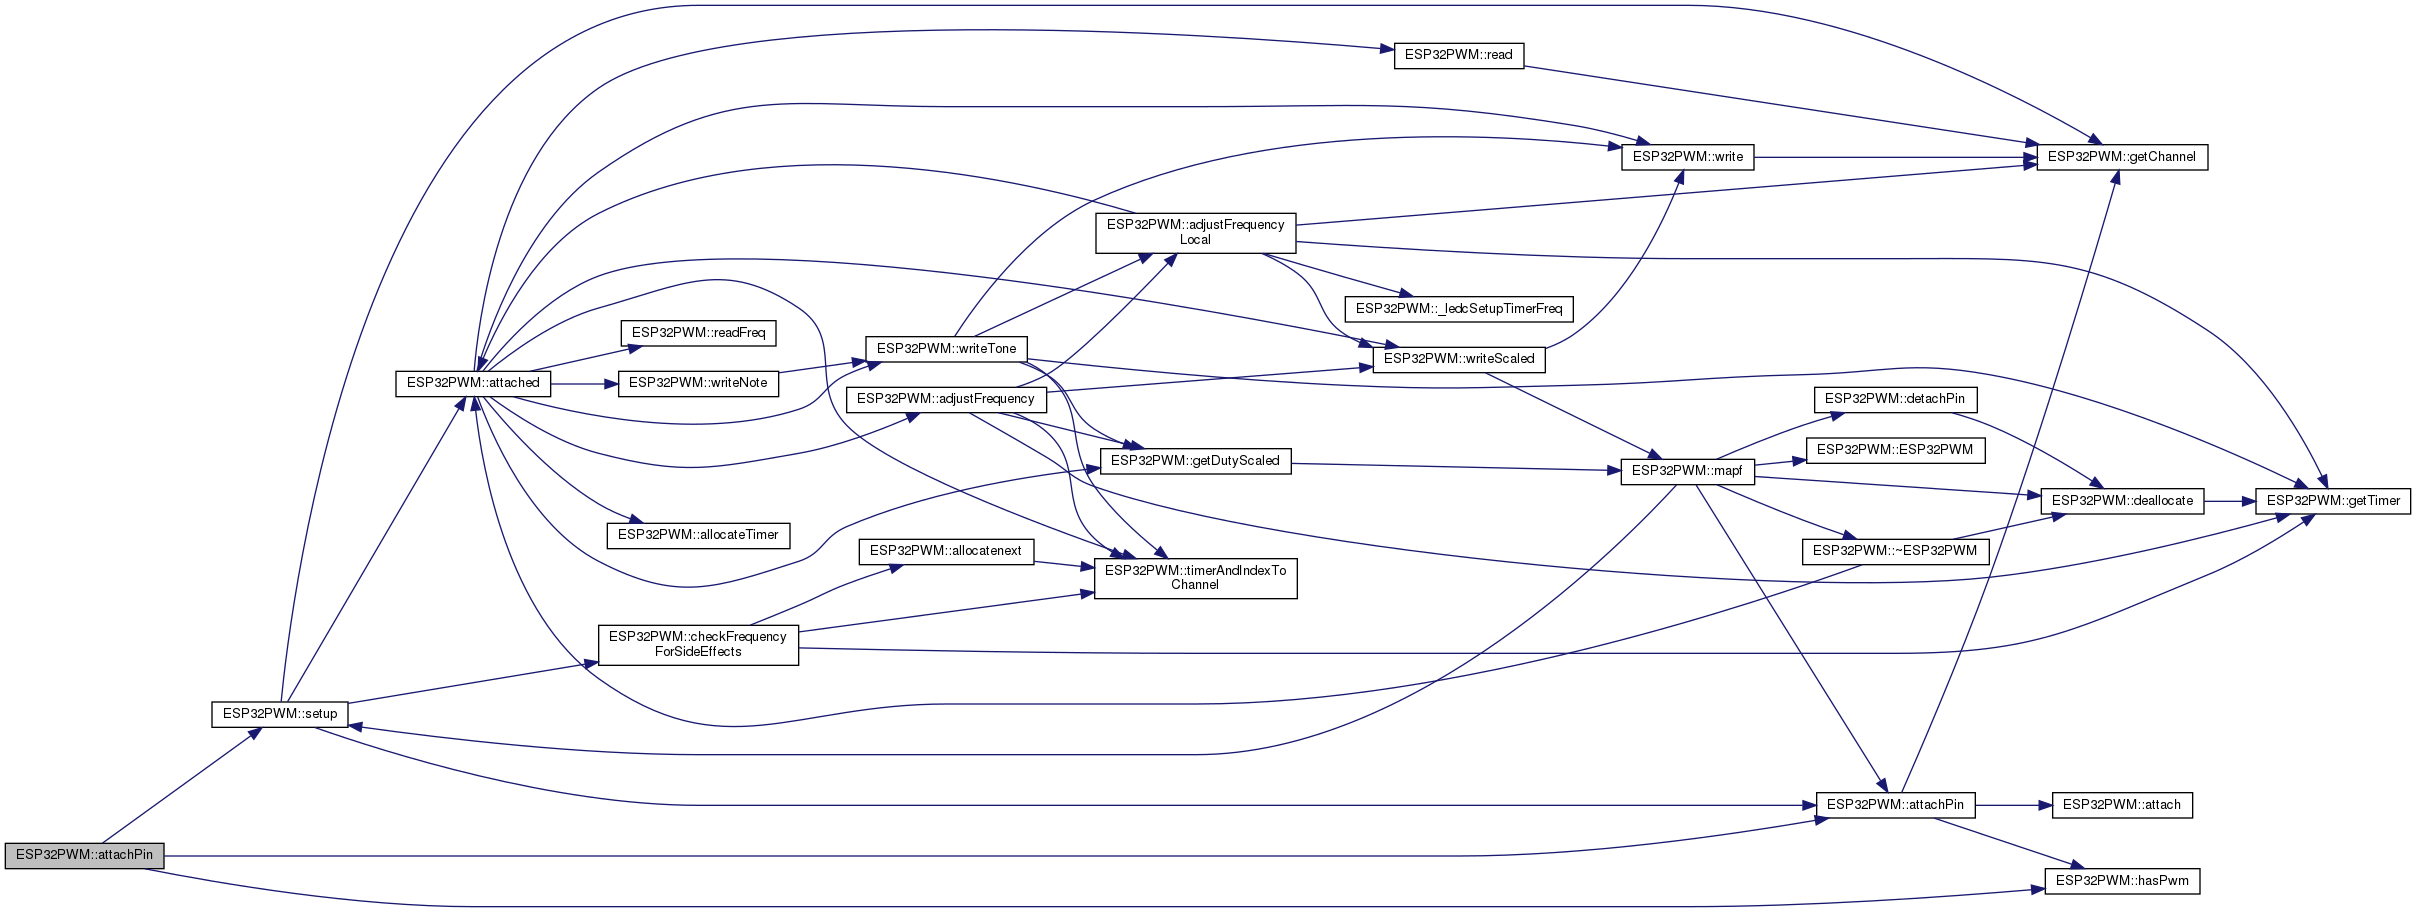 ESP32PWM::read
ESP32PWM::write
ESP32PWM::getChannel
ESP32PWM::adjustFrequency
Local
ESP32PWM::_ledcSetupTimerFreq
ESP32PWM::readFreq
ESP32PWM::writeTone
ESP32PWM::writeScaled
ESP32PWM::attached
ESP32PWM::writeNote
ESP32PWM::adjustFrequency
ESP32PWM::detachPin
ESP32PWM::ESP32PWM
ESP32PWM::getDutyScaled
ESP32PWM::mapf
ESP32PWM::deallocate
ESP32PWM::getTimer
ESP32PWM::allocateTimer
ESP32PWM::allocatenext
ESP32PWM::~ESP32PWM
ESP32PWM::timerAndIndexTo
Channel
ESP32PWM::checkFrequency
ForSideEffects
ESP32PWM::setup
ESP32PWM::attachPin
ESP32PWM::attach
ESP32PWM::attachPin
ESP32PWM::hasPwm